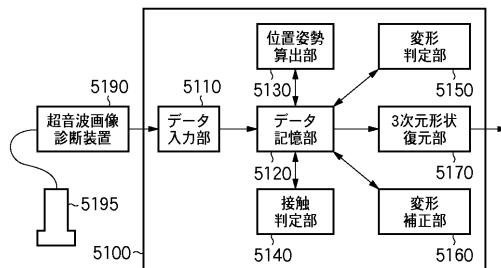 位置姿勢
算出部
5130
変形
判定部
5150
5190
超音波画像
診断装置
5110
データ
入力部
データ
記憶部
5120
3次元形状
復元部
5170
5195
接触
判定部
5140
変形
補正部
5160
5100